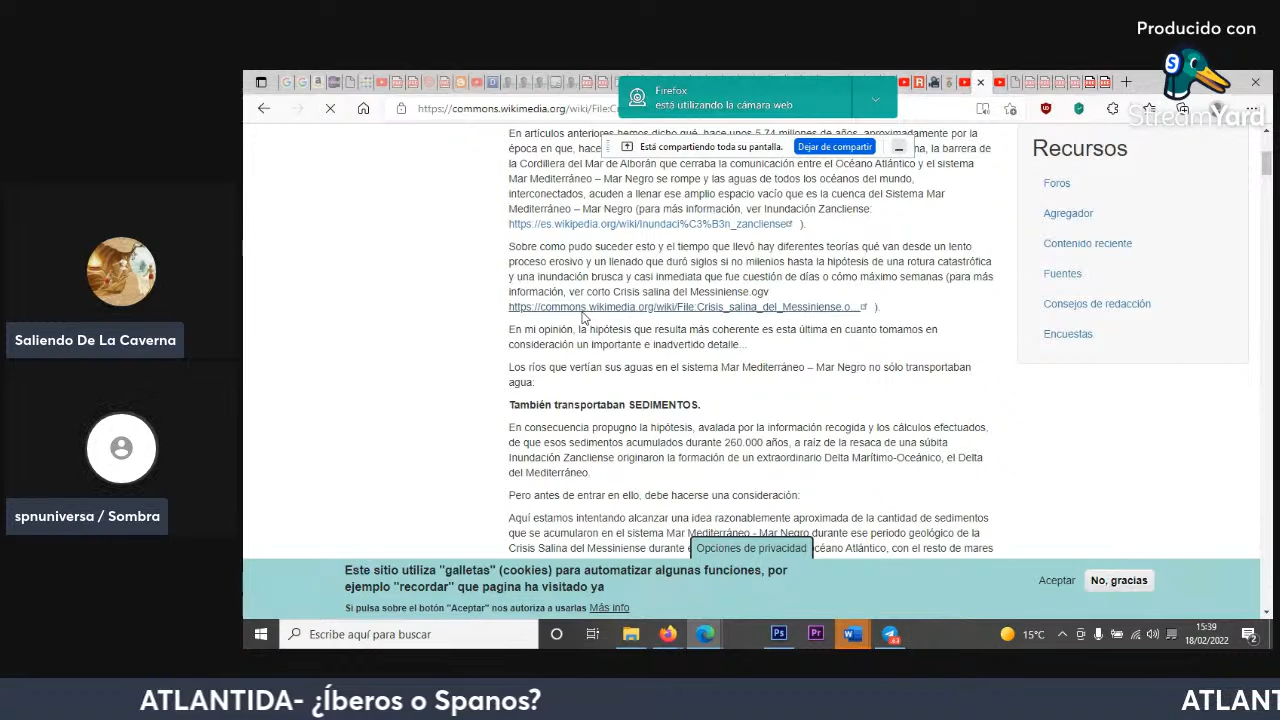 Producido con
StreamYard
Firefox
está utilizando la cámara web
https://commons.wikimedia.org/wiki/File:C
En artículos anteriores hemos dicho qué, hace unos 5,74 millones de años, aproximadamente por la
época en que, hace
Está compartiendo toda su pantalla.
Dejar de compartir
na, la barrera de
la Cordillera del Mar de Alborán que cerraba la comunicación entre el Océano Atlántico y el sistema
Mar Mediterráneo – Mar Negro se rompe y las aguas de todos los océanos del mundo,
interconectados, acuden a llenar ese amplio espacio vacío que es la cuenca del Sistema Mar
Mediterráneo – Mar Negro (para más información, ver Inundación Zancliense:
https://es.wikipedia.org/wiki/Inundaci%C3%B3n_zancliense ).
Sobre como pudo suceder esto y el tiempo que llevó hay diferentes teorías qué van desde un lento
proceso erosivo y un llenado que duró siglos si no milenios hasta la hipótesis de una rotura catastrófica
y una inundación brusca y casi inmediata que fue cuestión de días o cómo máximo semanas (para más
información, ver corto Crisis salina del Messiniense.ogv
https://commons.wikimedia.org/wiki/File:Crisis_salina_del_Messiniense.o... ).
En mi opinión, la hipótesis que resulta más coherente es esta última en cuanto tomamos en
consideración un importante e inadvertido detalle...
Los ríos que vertían sus aguas en el sistema Mar Mediterráneo – Mar Negro no sólo transportaban
agua:
También transportaban SEDIMENTOS.
En consecuencia propugno la hipótesis, avalada por la información recogida y los cálculos efectuados,
de que esos sedimentos acumulados durante 260.000 años, a raíz de la resaca de una súbita
Inundación Zancliense originaron la formación de un extraordinario Delta Marítimo-Oceánico, el Delta
del Mediterráneo.
Pero antes de entrar en ello, debe hacerse una consideración:
Aquí estamos intentando alcanzar una idea razonablemente aproximada de la cantidad de sedimentos
que se acumularon en el sistema Mar Mediterráneo - Mar Negro durante ese periodo geológico de la
Crisis Salina del Messiniense durante
Opciones de privacidad
céano Atlántico, con el resto de mares
Recursos
Foros
Agregador
Contenido reciente
Fuentes
Consejos de redacción
Encuestas
Saliendo De La Caverna
spnuniversa / Sombra
Este sitio utiliza "galletas" (cookies) para automatizar algunas funciones, por
ejemplo "recordar" que pagina ha visitado ya
Si pulsa sobre el botón "Aceptar" nos autoriza a usarlas Más info
Aceptar
No, gracias
Escribe aquí para buscar
15°C
15:39
18/02/2022
ATLANTIDA- ¿Íberos o Spanos?
ATLANT